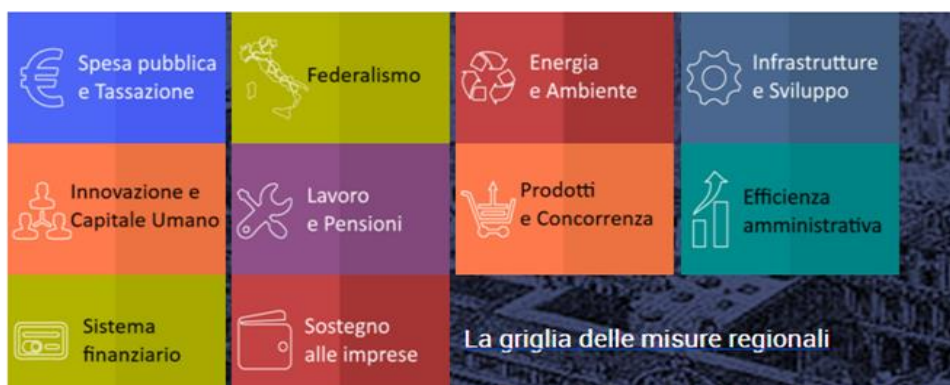 Spesa pubblica
e Tassazione
Federalismo
Energia
e Ambiente
Infrastrutture
e Sviluppo
Innovazione e
Capitale Umano
Lavoro
e Pensioni
Prodotti
e Concorrenza
Efficienza
amministrativa
Sistema
finanziario
Sostegno
alle imprese
La griglia delle misure regionali